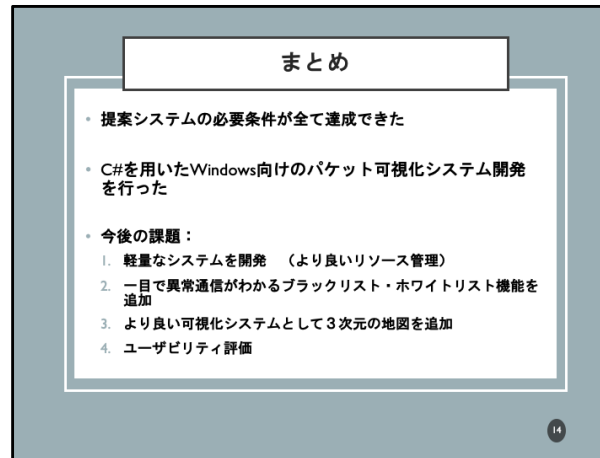 まとめ
• 提案システムの必要条件が全て達成できた
• C#を用いたWindows向けのパケット可視化システム開発
を行った
• 今後の課題：
1. 軽量なシステムを開発　（より良いリソース管理）
2. 一目で異常通信がわかるブラックリスト・ホワイトリスト機能を
追加
3. より良い可視化システムとして３次元の地図を追加
4. ユーザビリティ評価
14